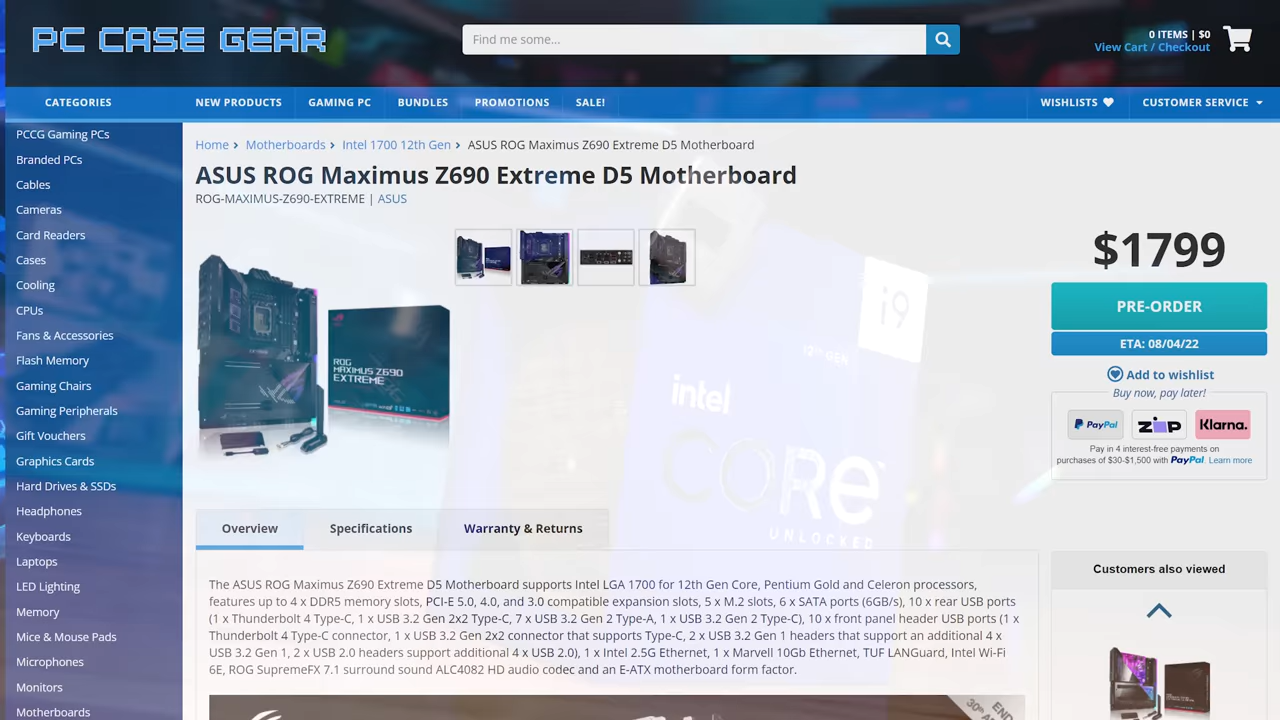 PC CASE GEAR
Find me some...
0 ITEMS | $0
View Cart / Checkout
CATEGORIES
NEW PRODUCTS
GAMING PC
BUNDLES
PROMOTIONS
SALE!
WISHLISTS
CUSTOMER SERVICE
PCCG Gaming PCs
Branded PCs
Cables
Cameras
Card Readers
Cases
Cooling
CPUs
Fans & Accessories
Flash Memory
Gaming Chairs
Gaming Peripherals
Gift Vouchers
Graphics Cards
Hard Drives & SSDs
Headphones
Keyboards
Laptops
LED Lighting
Memory
Mice & Mouse Pads
Microphones
Monitors
Motherboards
Home > Motherboards > Intel 1700 12th Gen > ASUS ROG Maximus Z690 Extreme D5 Motherboard
ASUS ROG Maximus Z690 Extreme D5 Motherboard
ROG-MAXIMUS-Z690-EXTREME | ASUS
ROG
MAXIMUS Z690
EXTREME
i9
12th GEN
intel
CORE
UNLOCKED
$1799
PRE-ORDER
ETA: 08/04/22
Add to wishlist
Buy now, pay later!
PayPal
ZIP
Klarna.
Pay in 4 interest-free payments on
purchases of $30-$1,500 with PayPal. Learn more
Overview
Specifications
Warranty & Returns
The ASUS ROG Maximus Z690 Extreme D5 Motherboard supports Intel LGA 1700 for 12th Gen Core, Pentium Gold and Celeron processors,
features up to 4 x DDR5 memory slots, PCI-E 5.0, 4.0, and 3.0 compatible expansion slots, 5 x M.2 slots, 6 x SATA ports (6GB/s), 10 x rear USB ports
(1 x Thunderbolt 4 Type-C, 1 x USB 3.2 Gen 2x2 Type-C, 7 x USB 3.2 Gen 2 Type-A, 1 x USB 3.2 Gen 2 Type-C), 10 x front panel header USB ports (1 x
Thunderbolt 4 Type-C connector, 1 x USB 3.2 Gen 2x2 connector that supports Type-C, 2 x USB 3.2 Gen 1 headers that support an additional 4 x
USB 3.2 Gen 1, 2 x USB 2.0 headers support additional 4 x USB 2.0), 1 x Intel 2.5G Ethernet, 1 x Marvell 10Gb Ethernet, TUF LANGuard, Intel Wi-Fi
6E, ROG SupremeFX 7.1 surround sound ALC4082 HD audio codec and an E-ATX motherboard form factor.
Customers also viewed